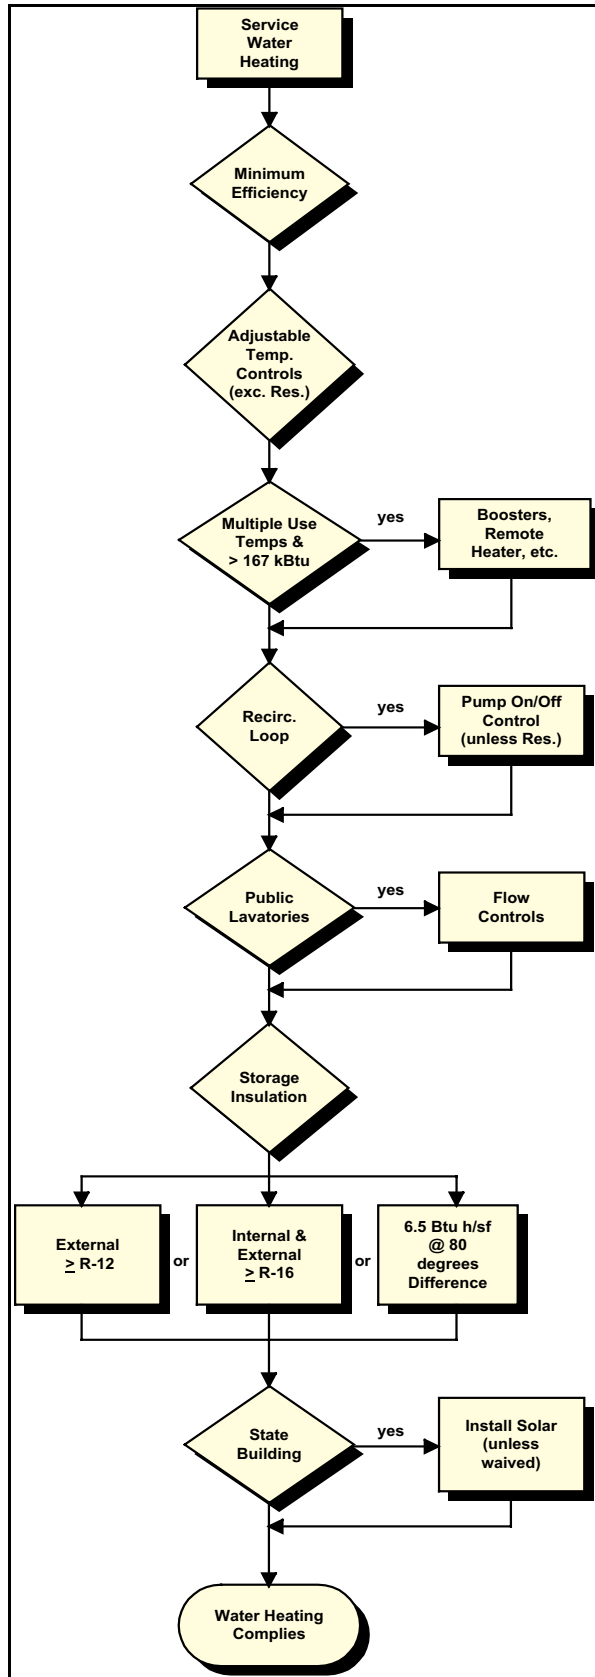 Service
Water
Heating
Minimum
Efficiency
Adjustable
Temp.
Controls
(exc. Res.)
Multiple Use
Temps &
> 167 kBtu
yes
Boosters,
Remote
Heater, etc.
Recirc.
Loop
yes
Pump On/Off
Control
(unless Res.)
Public
Lavatories
yes
Flow
Controls
Storage
Insulation
External
≥ R-12
or
Internal &
External
≥ R-16
or
6.5 Btu h/sf
@ 80
degrees
Difference
State
Building
yes
Install Solar
(unless
waived)
Water Heating
Complies